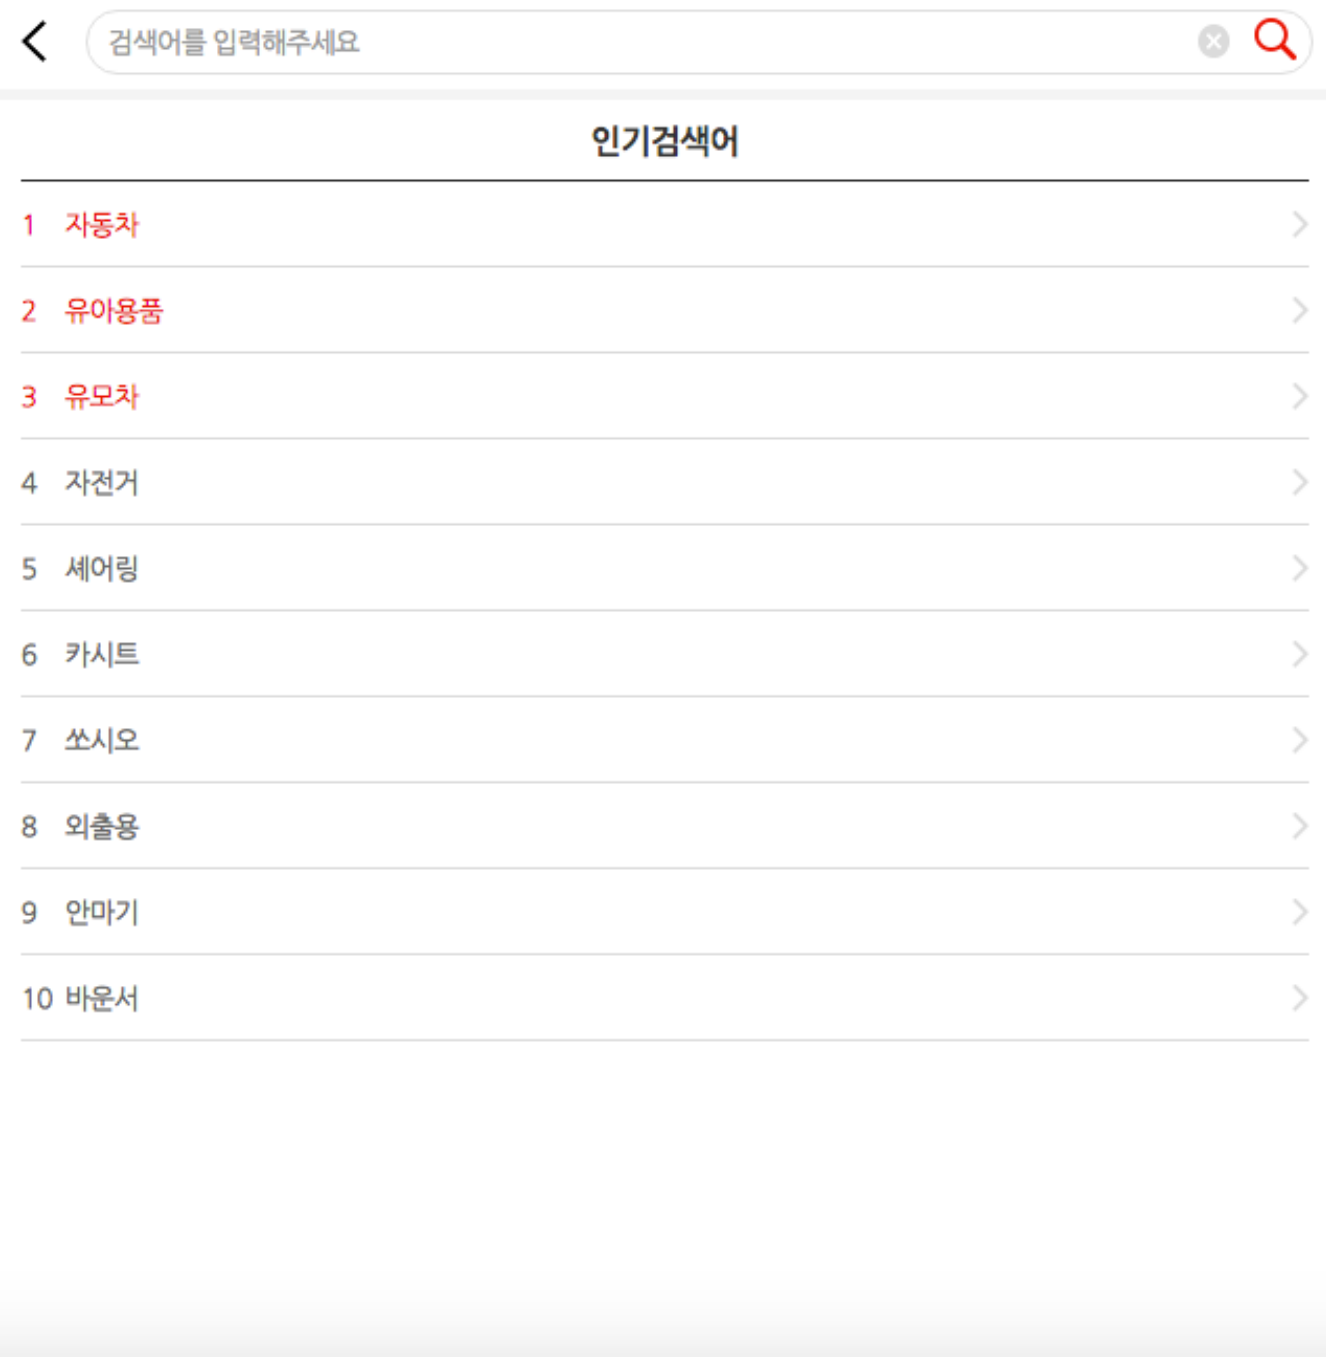 검색어를 입력해주세요
인기검색어
1 자동차
2 유아용품
3 유모차
4 자전거
5 셰어링
6 카시트
7 쏘시오
8 외출용
9 안마기
10 바운서